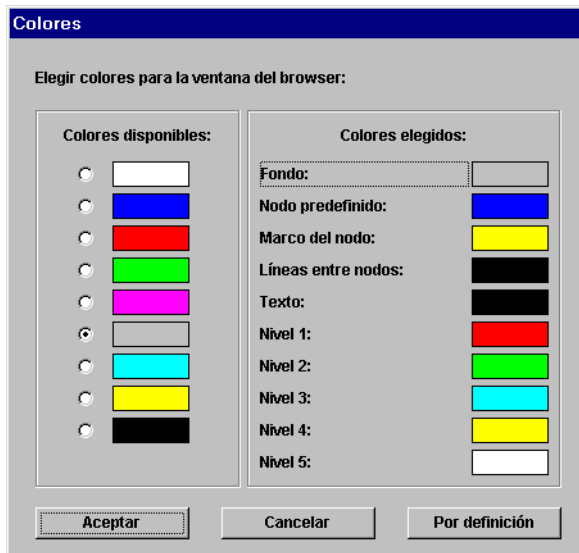 Colores
Elegir colores para la ventana del browser:
Colores disponibles:
Colores elegidos:
Fondo:
Nodo predefinido:
Marco del nodo:
Líneas entre nodos:
Texto:
Nivel 1:
Nivel 2:
Nivel 3:
Nivel 4:
Nivel 5:
Aceptar
Cancelar
Por definición